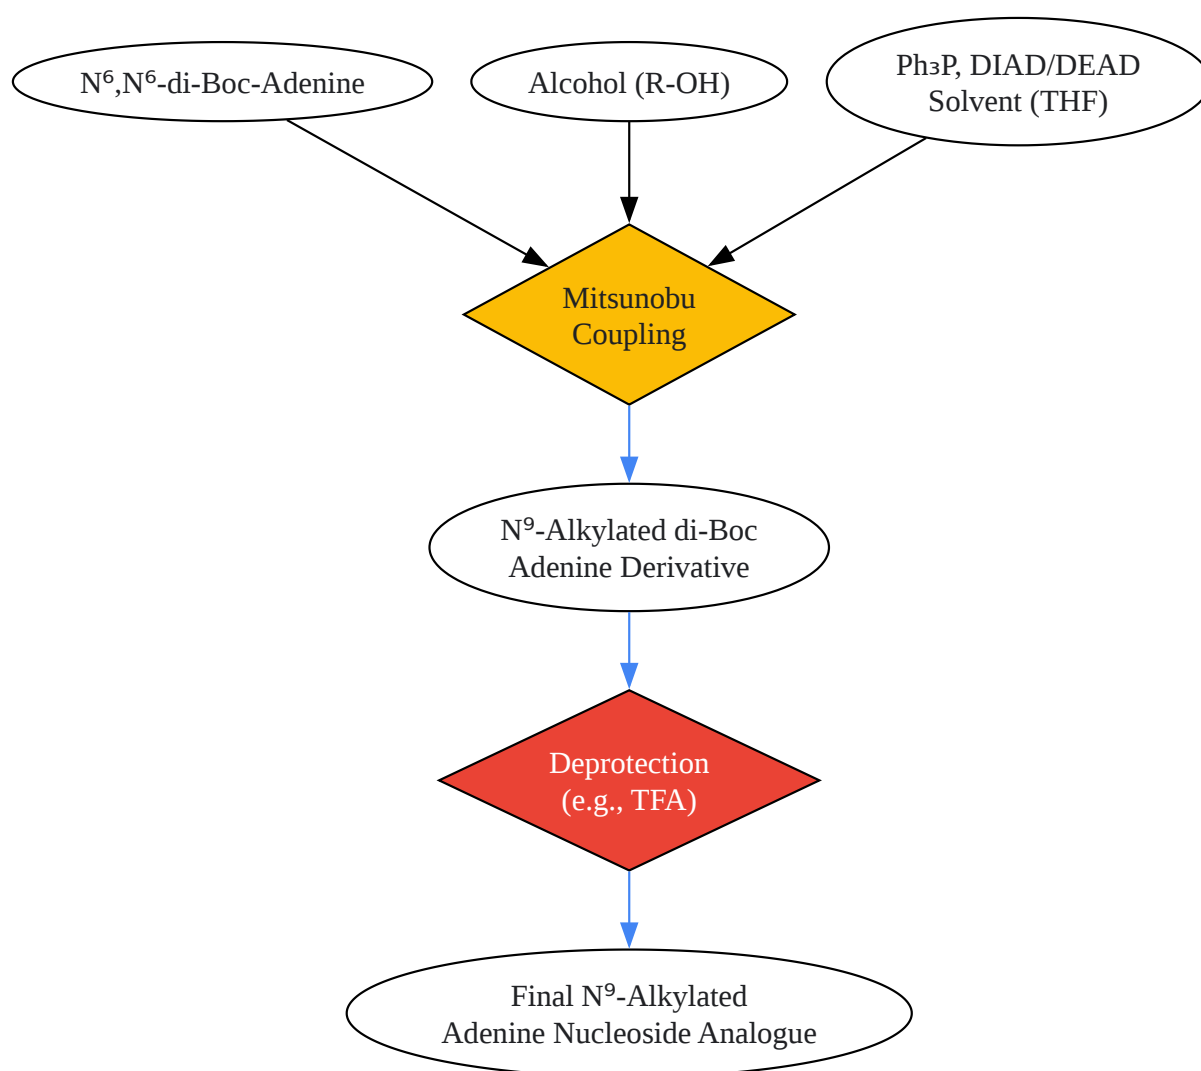 N⁶,N⁶-di-Boc-Adenine
Alcohol (R-OH)
Ph₃P, DIAD/DEAD
Solvent (THF)
Mitsunobu
Coupling
N⁹-Alkylated di-Boc
Adenine Derivative
Deprotection
(e.g., TFA)
Final N⁹-Alkylated
Adenine Nucleoside Analogue